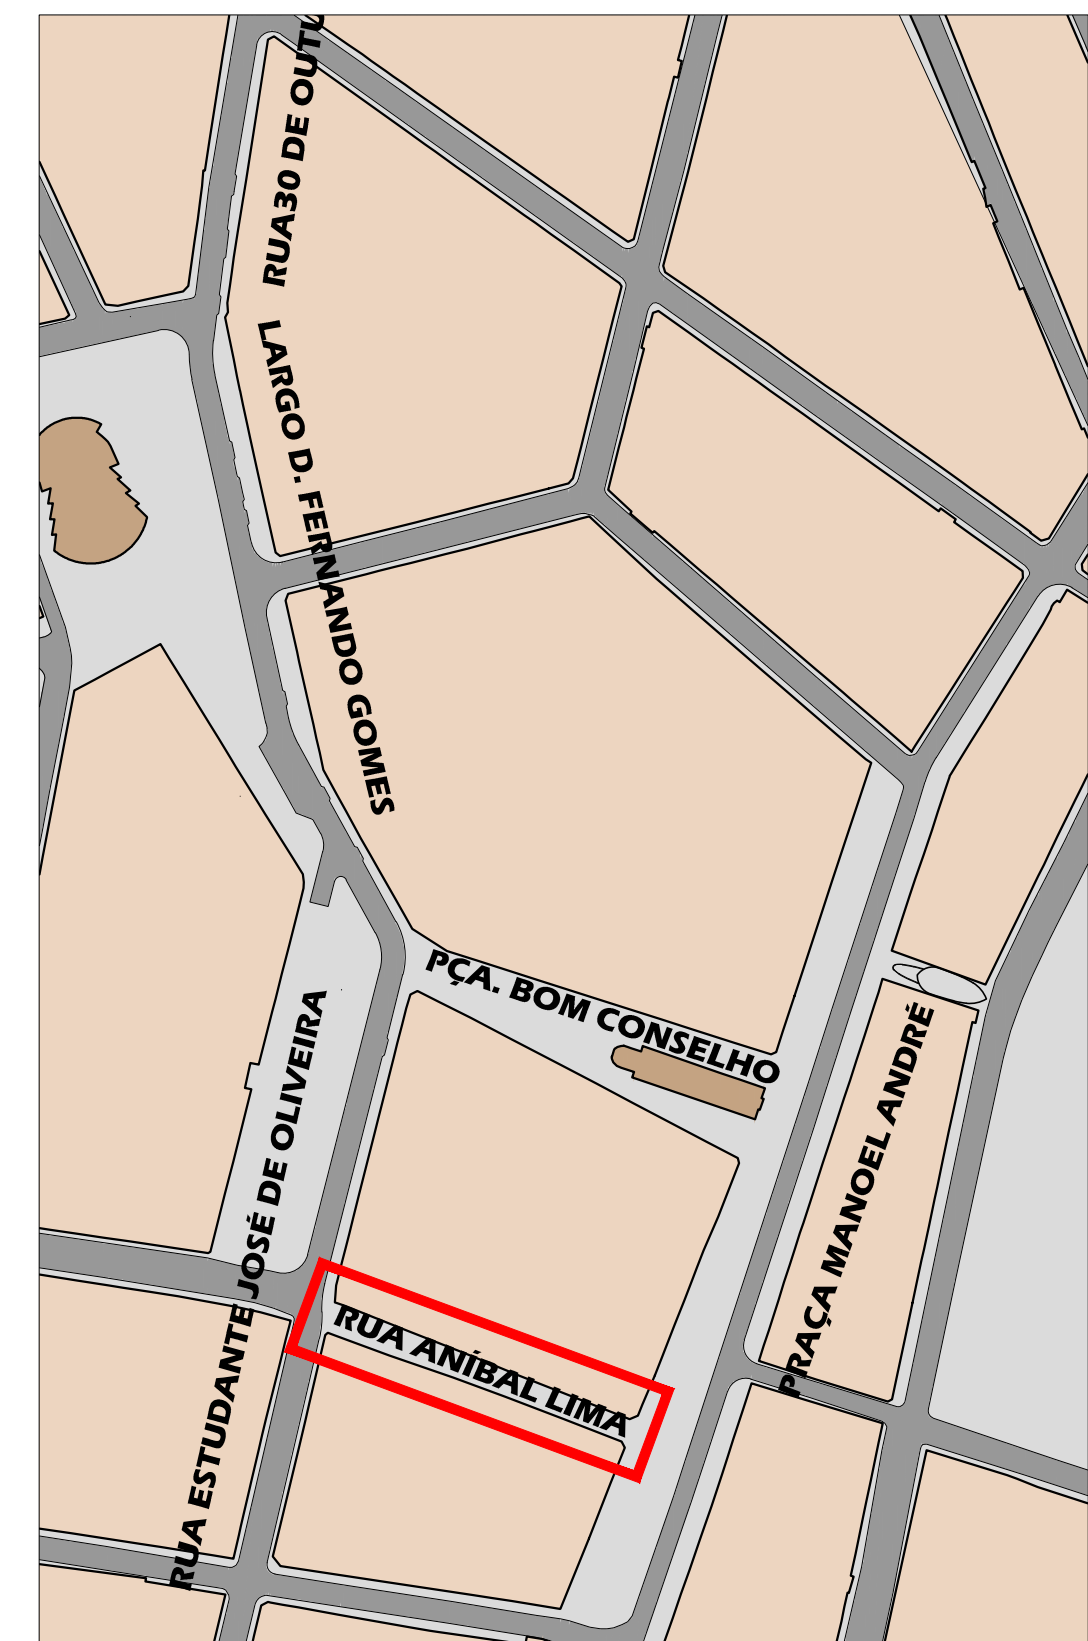 RUA30 DE OUTU
LARGO D. FERNANDO GOMES
PÇA. BOM CONSELHO
RUA ESTUDANTE JOSÉ DE OLIVEIRA
PRAÇA MANOEL ANDRÉ
RUA ANÍBAL LIMA